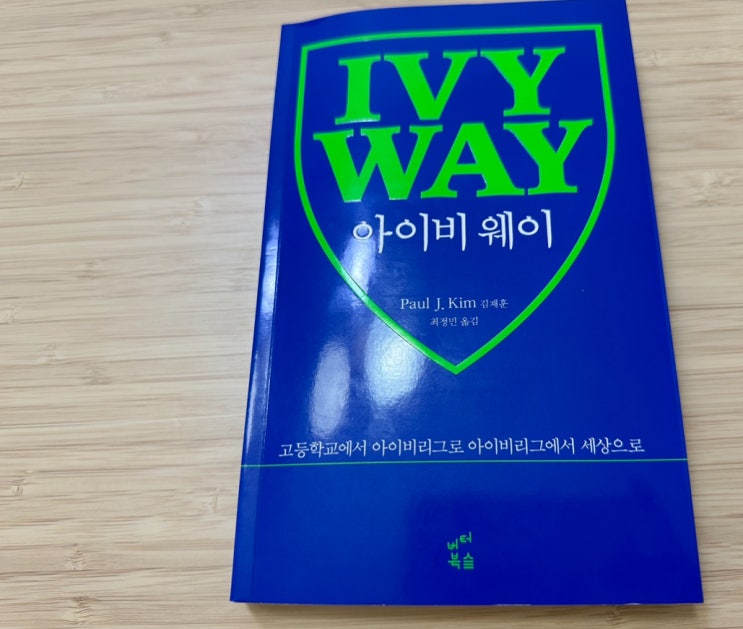 IVY
WAY
아이비 웨이
Paul J. Kim 김재훈
최정민 옮김
고등학교에서 아이비리그로 아이비리그에서 세상으로
버터
북슬